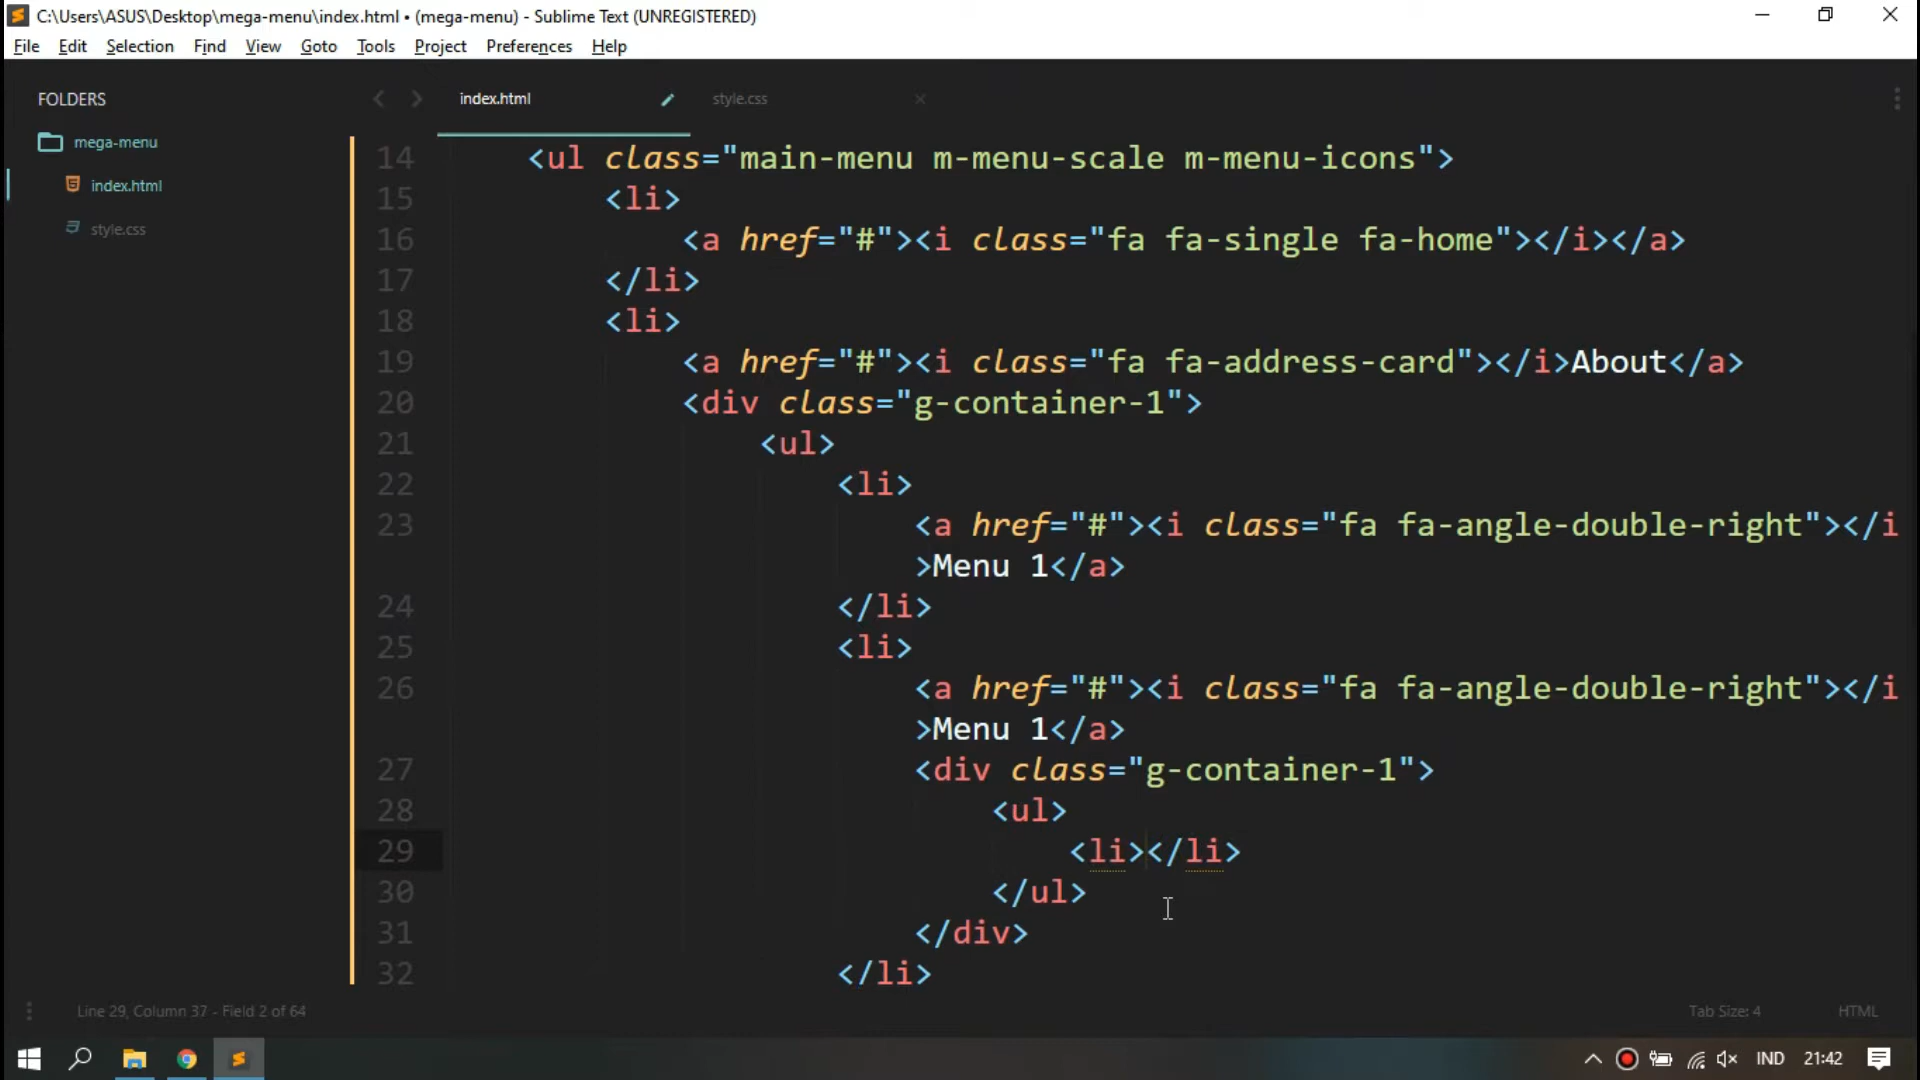 C:\Users\ASUS\Desktop\mega-menu\index.html • (mega-menu) - Sublime Text (UNREGISTERED)
File Edit Selection Find View Goto Tools Project Preferences Help
FOLDERS
mega-menu
index.html
style.css
index.html style.css
14 <ul class="main-menu m-menu-scale m-menu-icons">
15 <li>
16 <a href="#"><i class="fa fa-single fa-home"></i></a>
17 </li>
18 <li>
19 <a href="#"><i class="fa fa-address-card"></i>About</a>
20 <div class="g-container-1">
21 <ul>
22 <li>
23 <a href="#"><i class="fa fa-angle-double-right"></i
>Menu 1</a>
24 </li>
25 <li>
26 <a href="#"><i class="fa fa-angle-double-right"></i
>Menu 1</a>
27 <div class="g-container-1">
28 <ul>
29 <li></li>
30 </ul>
31 </div>
32 </li>
Line 29, Column 37 - Field 2 of 64
Tab Size: 4 HTML
IND 21:42